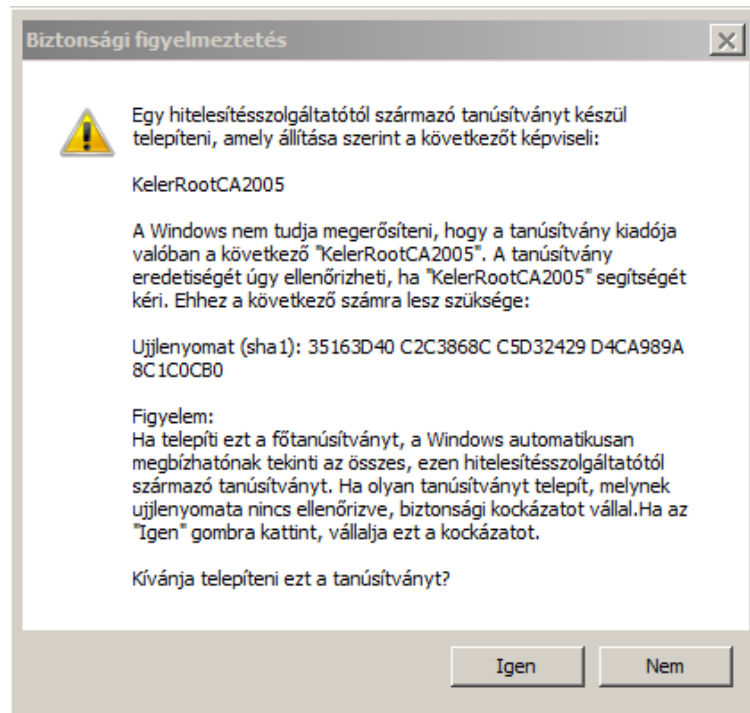 Biztonsági figyelmeztetés
Egy hitelesítésszolgáltatótól származó tanúsítványt készül
telepíteni, amely állítása szerint a következőt képviseli:
KelerRootCA2005
A Windows nem tudja megerősíteni, hogy a tanúsítvány kiadója
valóban a következő "KelerRootCA2005". A tanúsítvány
eredetiségét úgy ellenőrizheti, ha "KelerRootCA2005" segítségét
kéri. Ehhez a következő számra lesz szüksége:
Ujjlenyomat (sha1): 35163D40 C2C3868C C5D32429 D4CA989A
8C1C0CB0
Figyelem:
Ha telepíti ezt a főtanúsítványt, a Windows automatikusan
megbízhatónak tekinti az összes, ezen hitelesítésszolgáltatótól
származó tanúsítványt. Ha olyan tanúsítványt telepít, melynek
ujjlenyomata nincs ellenőrizve, biztonsági kockázatot vállal.Ha az
"Igen" gombra kattint, vállalja ezt a kockázatot.
Kívánja telepíteni ezt a tanúsítványt?
Igen
Nem